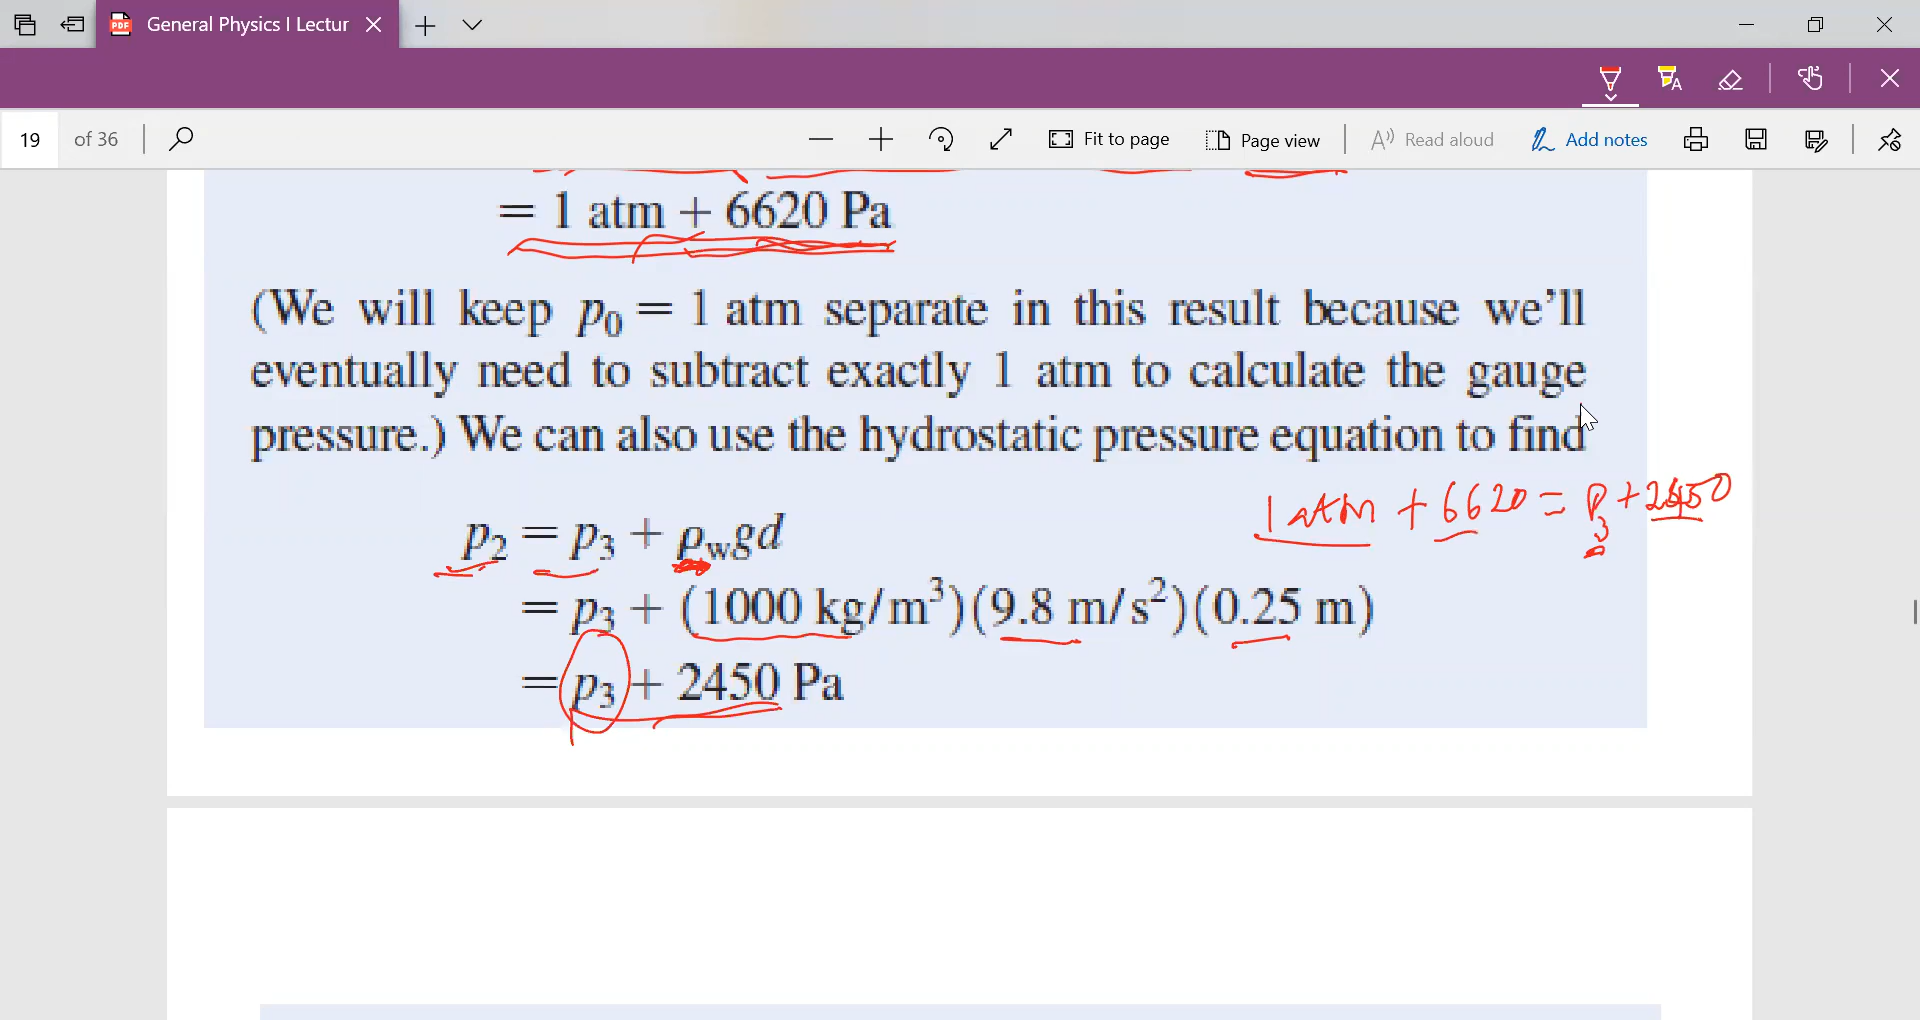 General Physics I Lectur
19 of 36
Fit to page
Page view
Read aloud
Add notes
= 1 atm + 6620 Pa
(We will keep p₀ = 1 atm separate in this result because we'll
eventually need to subtract exactly 1 atm to calculate the gauge
pressure.) We can also use the hydrostatic pressure equation to find
1 atm + 6620 = P₃ + 2450
p₂ = p₃ + ρwgd
= p₃ + (1000 kg/m³)(9.8 m/s²)(0.25 m)
= p₃ + 2450 Pa